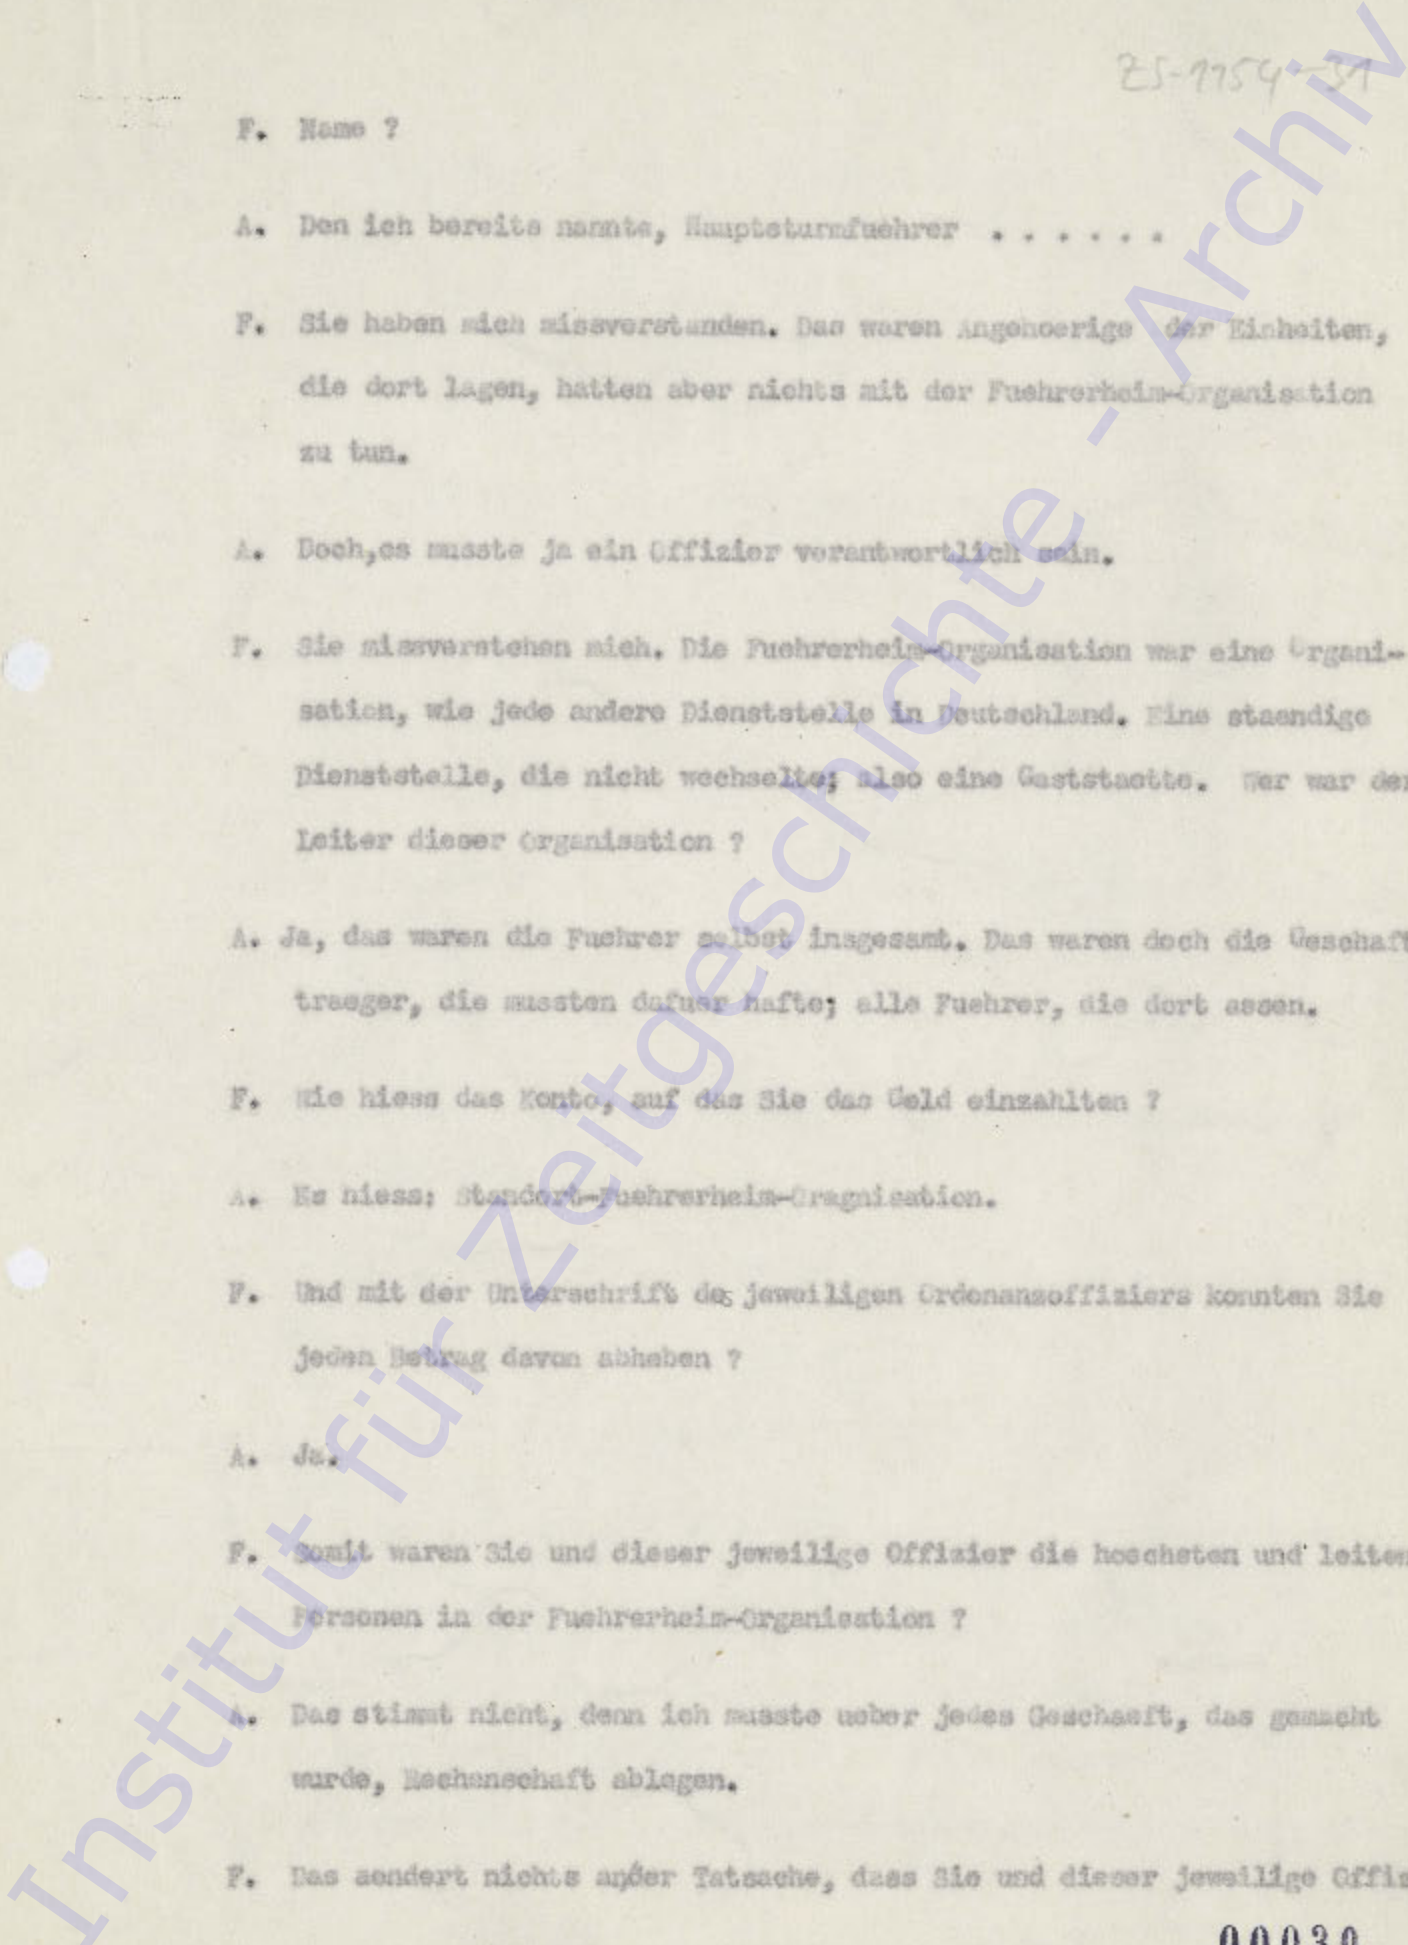 ZS-1154-31
F. Name ?
A. Den ich bereits nannte, Hauptsturmfuehrer . . . . . .
F. Sie haben mich missverstanden. Das waren Angehoerige der Einheiten,
die dort lagen, hatten aber nichts mit der Fuehrerheim-Organisation
zu tun.
A. Doch,es musste ja ein Offizier verantwortlich sein.
F. Sie missverstehen mich. Die Fuehrerheim-Organisation war eine Organi-
sation, wie jede andere Dienststelle in Deutschland. Eine staendige
Dienststelle, die nicht wechselte; also eine Gaststaette. Wer war der
Leiter dieser Organisation ?
A. Ja, das waren die Fuehrer selbst insgesamt. Das waren doch die Geschaft
traeger, die mussten dafuer hafte; alle Fuehrer, die dort assen.
F. Wie hiess das Konto, auf das Sie das Geld einzahlten ?
A. Es hiess: Standort-Fuehrerheim-Oragnisation.
F. Und mit der Unterschrift des jeweiligen Ordonanzoffiziers konnten Sie
jeden Betrag davon abheben ?
A. Ja.
F. Somit waren Sie und dieser jeweilige Offizier die hoechsten und leiten
Personen in der Fuehrerheim-Organisation ?
A. Das stimmt nicht, denn ich musste ueber jedes Geschaeft, das gemacht
wurde, Rechenschaft ablegen.
F. Das aendert nichts an der Tatsache, dass Sie und dieser jeweilige Offiz
00030
Institut für Zeitgeschichte - Archiv